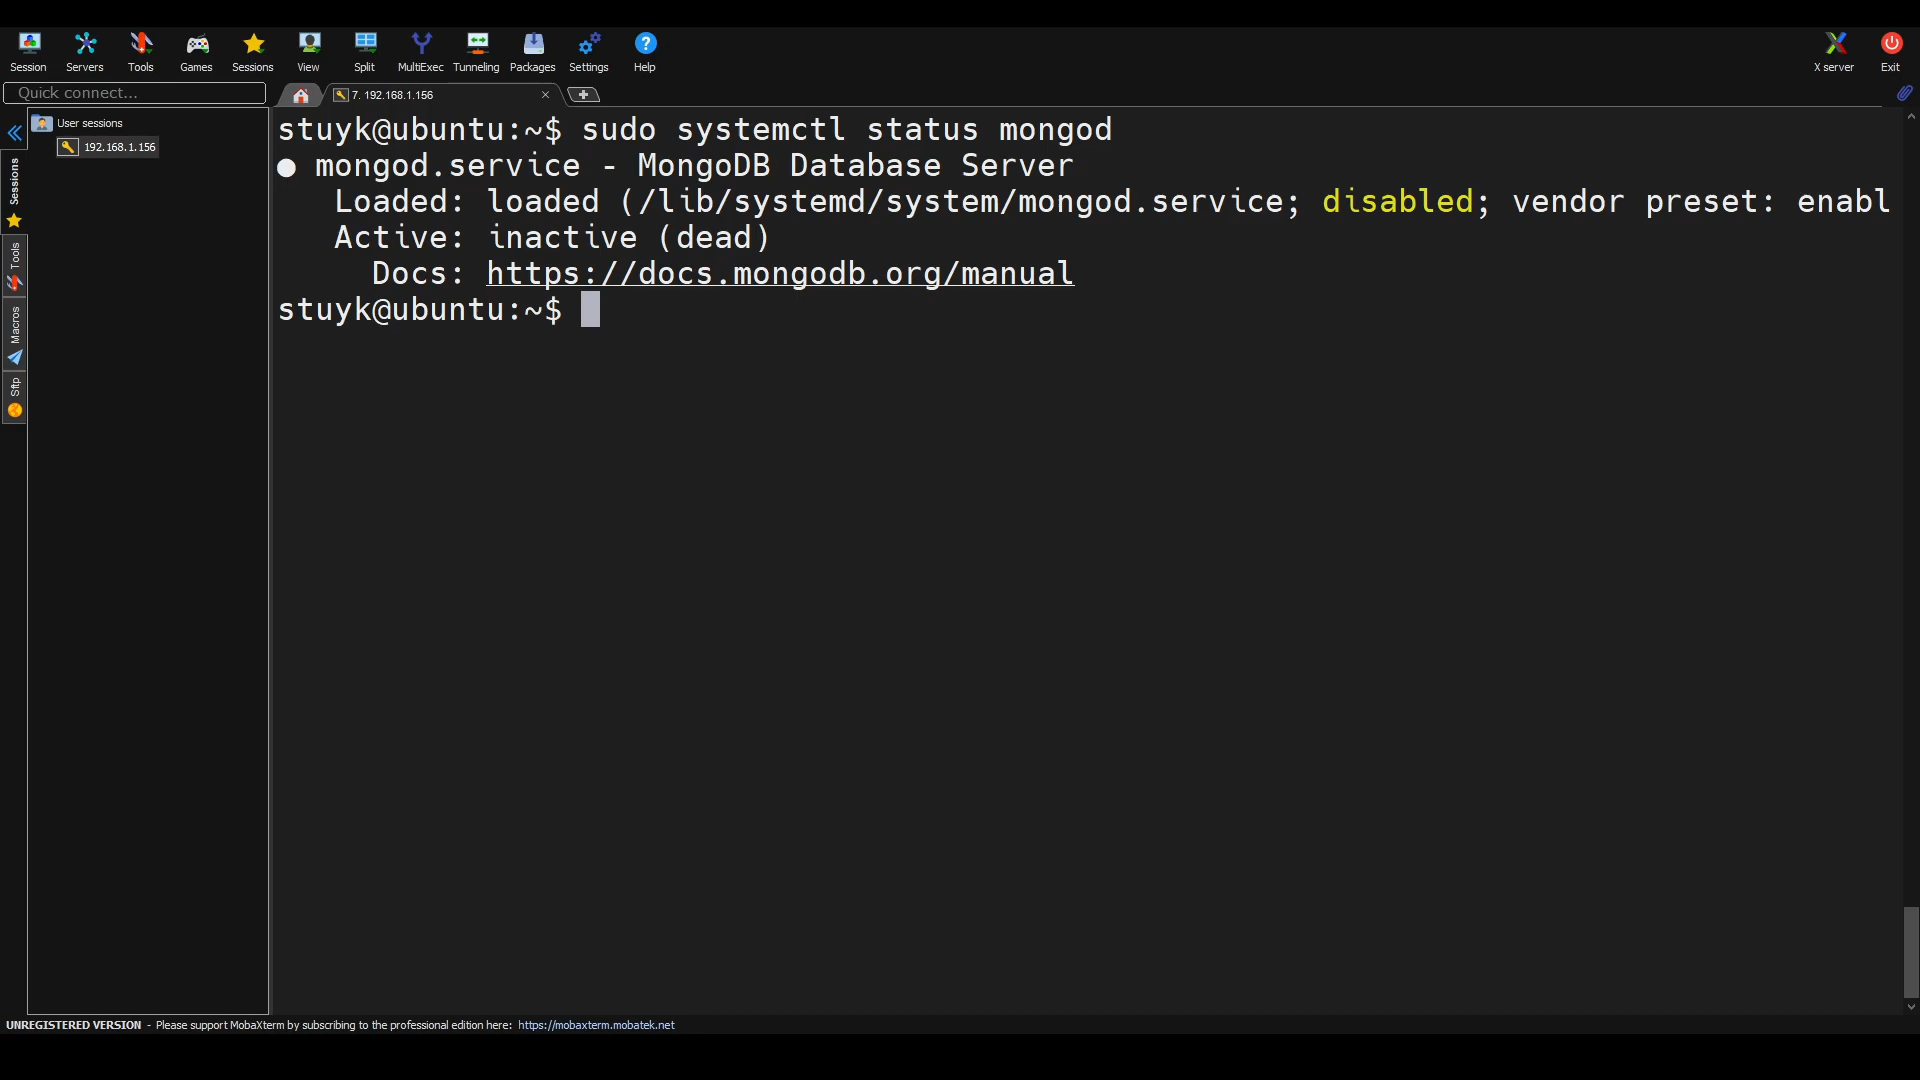 Session Servers Tools Games Sessions View Split MultiExec Tunneling Packages Settings Help X server Exit
Quick connect...
7. 192.168.1.156
User sessions
192.168.1.156
Sessions
Tools
Macros
Sftp
stuyk@ubuntu:~$ sudo systemctl status mongod
● mongod.service - MongoDB Database Server
Loaded: loaded (/lib/systemd/system/mongod.service; disabled; vendor preset: enabl
Active: inactive (dead)
Docs: https://docs.mongodb.org/manual
stuyk@ubuntu:~$
UNREGISTERED VERSION - Please support MobaXterm by subscribing to the professional edition here: https://mobaxterm.mobatek.net